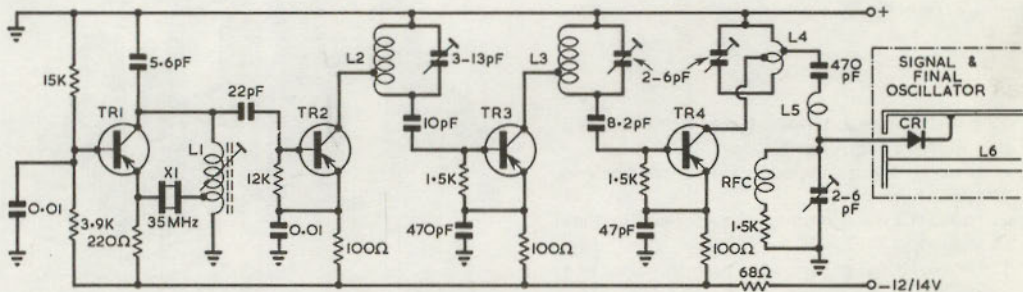 +
L4
L2
L3
3-13pF
5·6pF
15K
22pF
2-6pF
470
pF
SIGNAL &
FINAL
OSCILLATOR
L5
TR1
TR2
TR3
TR4
10pF
8·2pF
CR1
L1
L6
X1
12K
1·5K
1·5K
RFC
2-6
pF
0·01
35MHz
3·9K
220Ω
0·01
100Ω
470pF
100Ω
47pF
100Ω
1·5K
68Ω
-12/14V